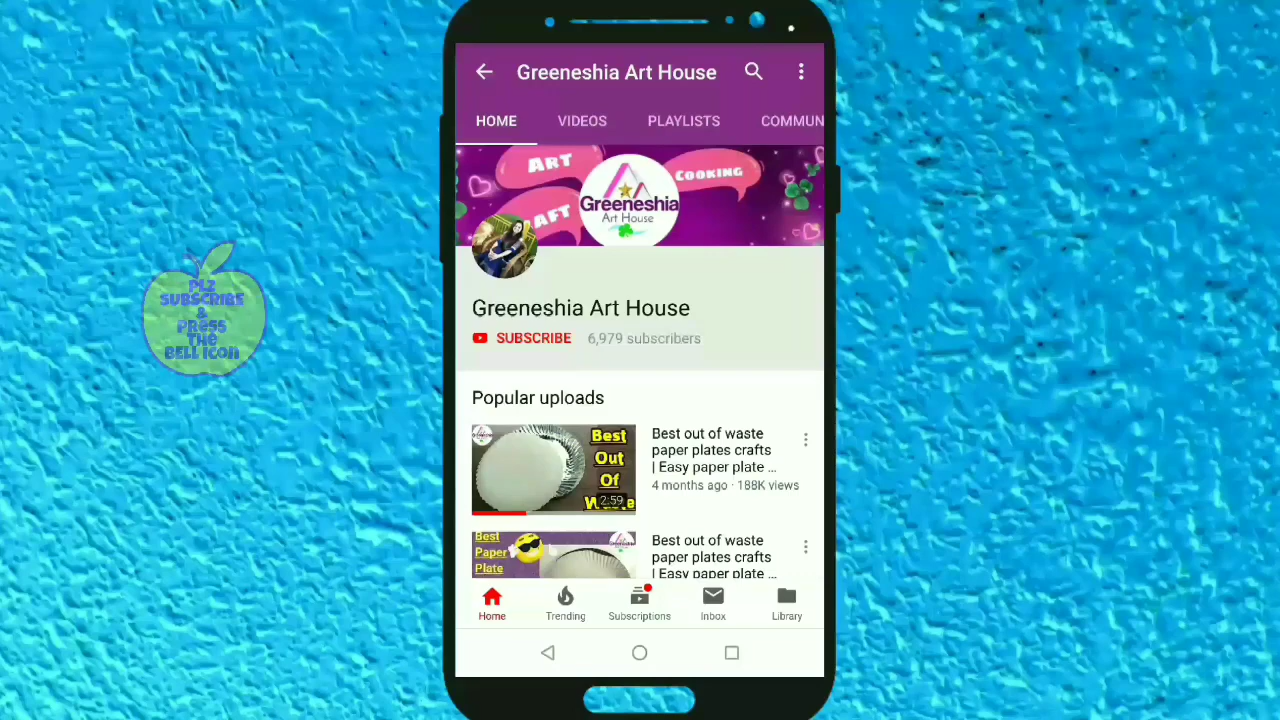 Greeneshia Art House
HOME VIDEOS PLAYLISTS COMMUN
ART
COOKING
AFT
Greeneshia
Art House
Greeneshia Art House
SUBSCRIBE 6,979 subscribers
Popular uploads
Best
Out
Of
Waste
2:59
Best out of waste
paper plates crafts
| Easy paper plate ...
4 months ago · 188K views
Best
Paper
Plate
Best out of waste
paper plates crafts
| Easy paper plate ...
Home Trending Subscriptions Inbox Library
PLZ
SUBSCRIBE
&
PRESS
THE
BELL ICON